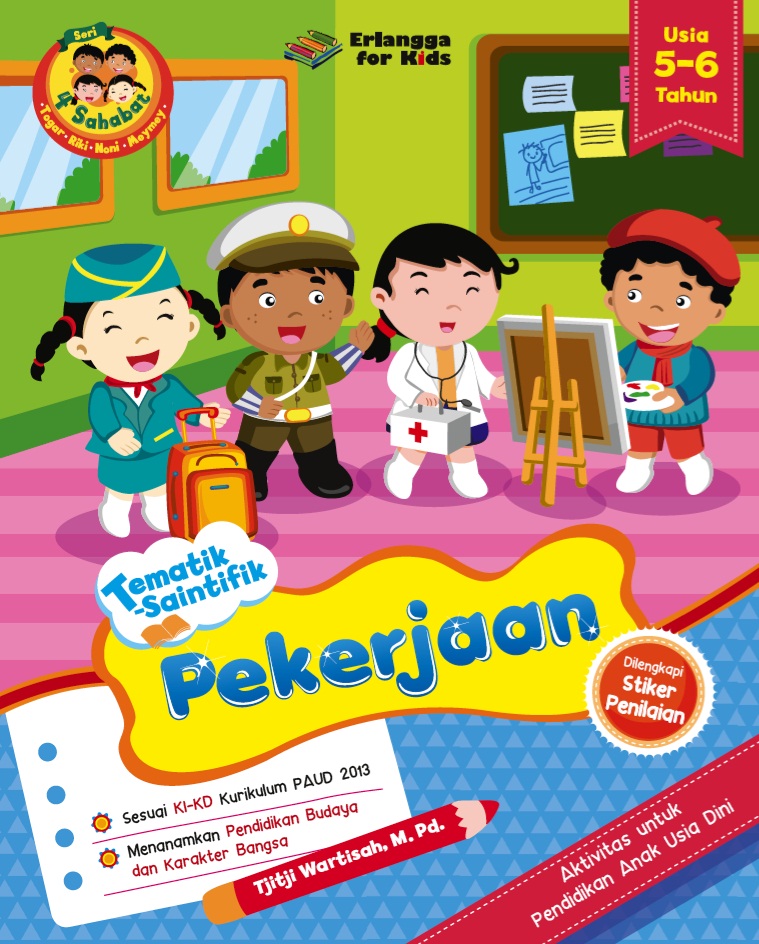 Seri
4 Sahabat
• Togar • Riki • Noni • Moymoy •
Erlangga
for Kids
Usia
5-6
Tahun
Tematik
-Saintifik
Pekerjaan
Dilengkapi
Stiker
Penilaian
Sesuai KI-KD Kurikulum PAUD 2013
Menanamkan Pendidikan Budaya
dan Karakter Bangsa
Tjitji Wartisah, M. Pd.
Aktivitas untuk
Pendidikan Anak Usia Dini